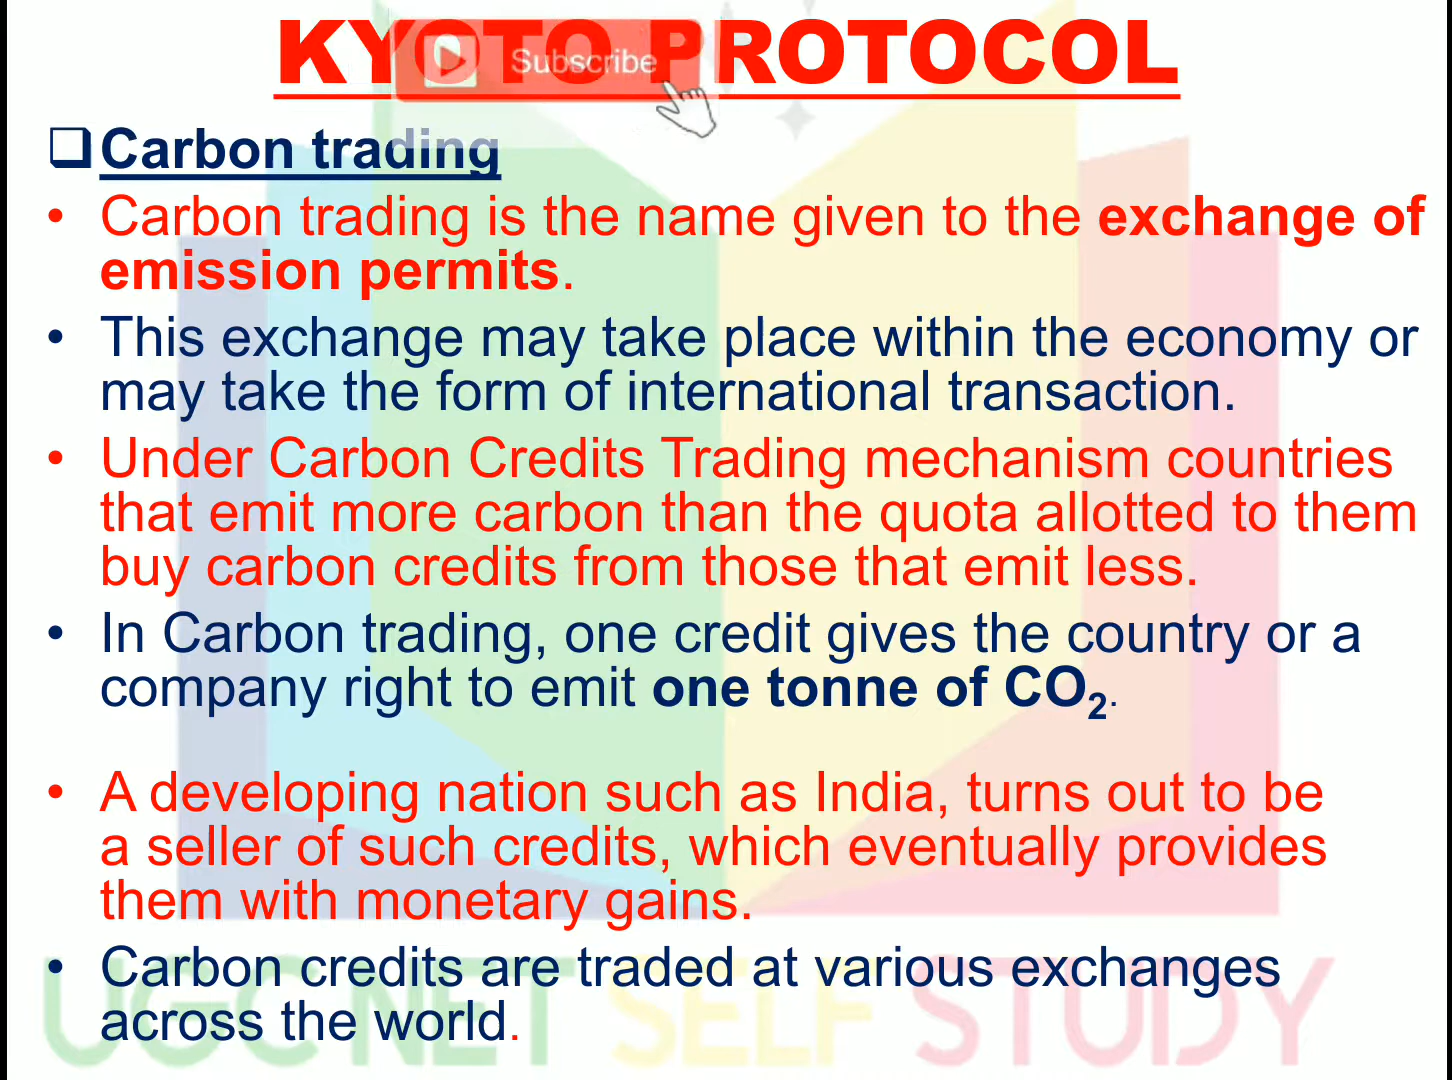 KYOTO PROTOCOL
Subscribe
Carbon trading
• Carbon trading is the name given to the exchange of
emission permits.
• This exchange may take place within the economy or
may take the form of international transaction.
• Under Carbon Credits Trading mechanism countries
that emit more carbon than the quota allotted to them
buy carbon credits from those that emit less.
• In Carbon trading, one credit gives the country or a
company right to emit one tonne of CO₂.
• A developing nation such as India, turns out to be
a seller of such credits, which eventually provides
them with monetary gains.
• Carbon credits are traded at various exchanges
across the world.
UGC NET SELF STUDY